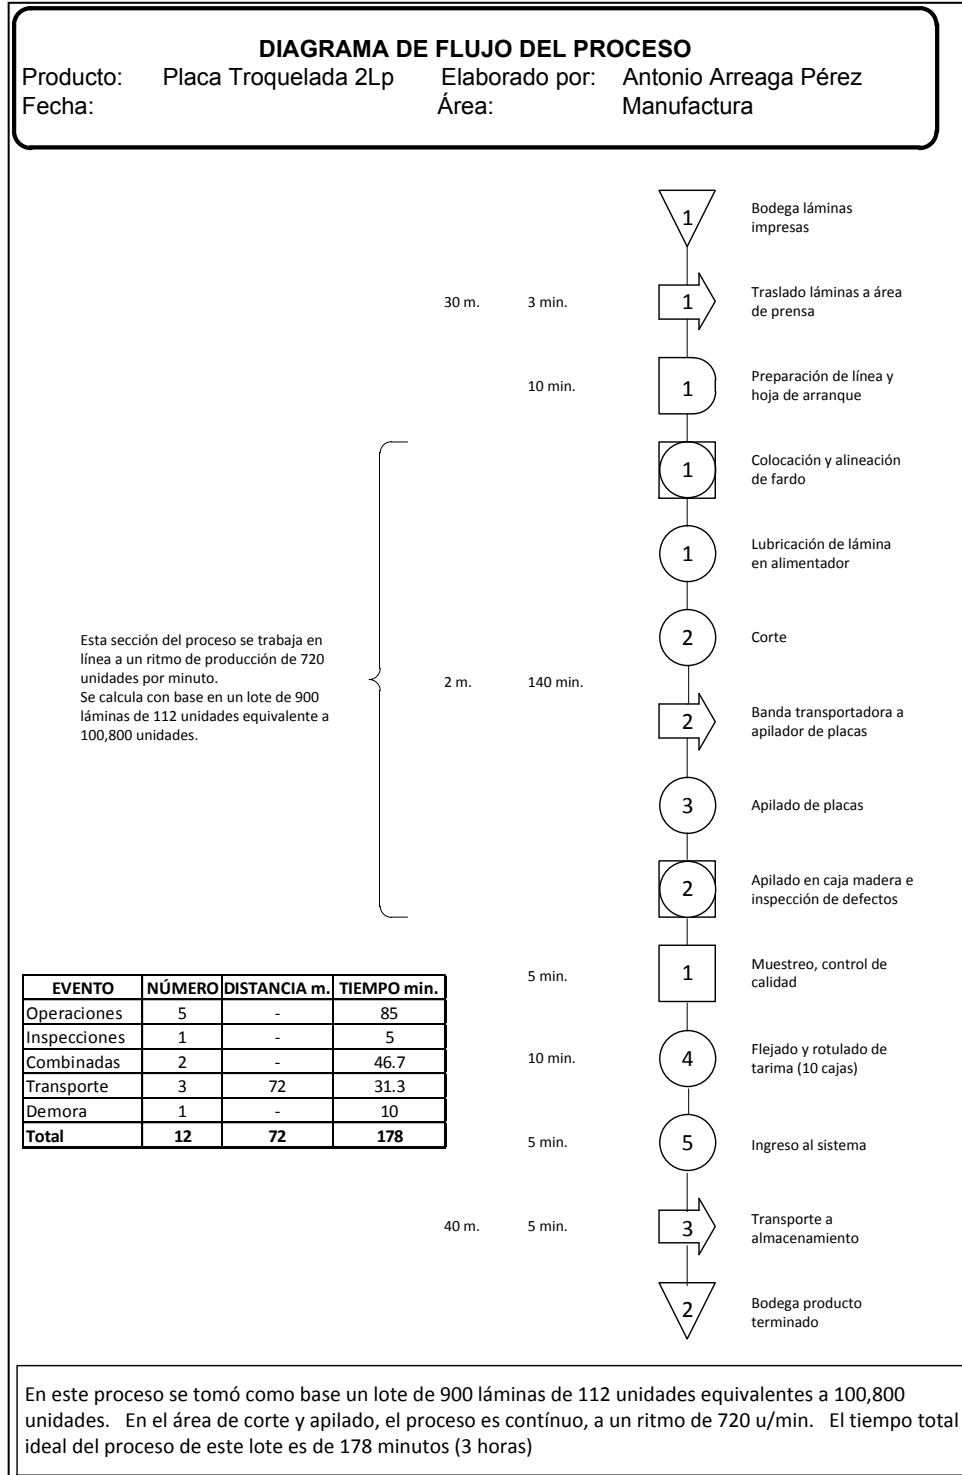 DIAGRAMA DE FLUJO DEL PROCESO
Producto: Placa Troquelada 2Lp Elaborado por: Antonio Arreaga Pérez
Fecha: Área: Manufactura
1 Bodega láminas
impresas
30 m. 3 min. 1 Traslado láminas a área
de prensa
10 min. 1 Preparación de línea y
hoja de arranque
1 Colocación y alineación
de fardo
1 Lubricación de lámina
en alimentador
2 Corte
Esta sección del proceso se trabaja en
línea a un ritmo de producción de 720
unidades por minuto.
Se calcula con base en un lote de 900
láminas de 112 unidades equivalente a
100,800 unidades.
2 m. 140 min.
2 Banda transportadora a
apilador de placas
3 Apilado de placas
2 Apilado en caja madera e
inspección de defectos
5 min. 1 Muestreo, control de
calidad
10 min. 4 Flejado y rotulado de
tarima (10 cajas)
5 min. 5 Ingreso al sistema
40 m. 5 min. 3 Transporte a
almacenamiento
2 Bodega producto
terminado
EVENTO NÚMERO DISTANCIA m. TIEMPO min.
Operaciones 5 - 85
Inspecciones 1 - 5
Combinadas 2 - 46.7
Transporte 3 72 31.3
Demora 1 - 10
Total 12 72 178
En este proceso se tomó como base un lote de 900 láminas de 112 unidades equivalentes a 100,800
unidades. En el área de corte y apilado, el proceso es contínuo, a un ritmo de 720 u/min. El tiempo total
ideal del proceso de este lote es de 178 minutos (3 horas)